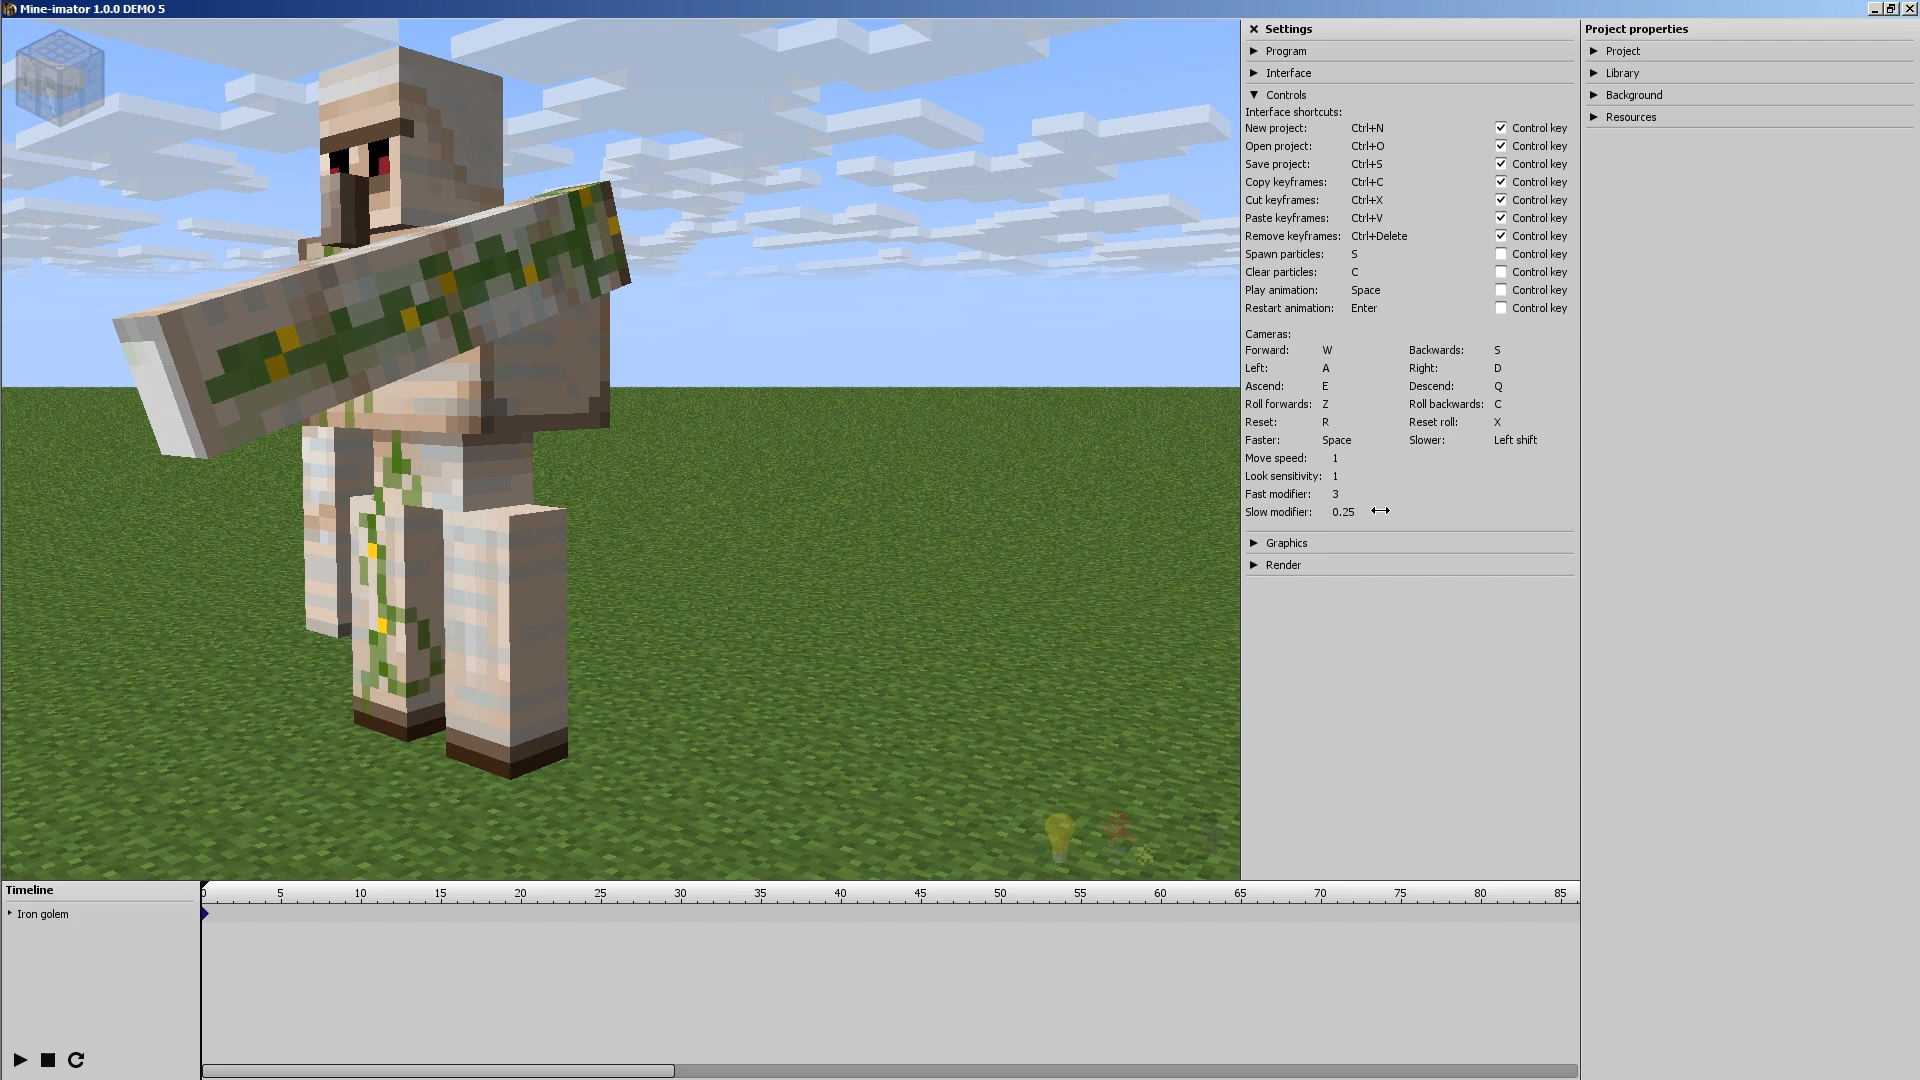 Mine-imator 1.0.0 DEMO 5
Settings
Program
Interface
Controls
Interface shortcuts:
New project: Ctrl+N Control key
Open project: Ctrl+O Control key
Save project: Ctrl+S Control key
Copy keyframes: Ctrl+C Control key
Cut keyframes: Ctrl+X Control key
Paste keyframes: Ctrl+V Control key
Remove keyframes: Ctrl+Delete Control key
Spawn particles: S Control key
Clear particles: C Control key
Play animation: Space Control key
Restart animation: Enter Control key
Cameras:
Forward: W Backwards: S
Left: A Right: D
Ascend: E Descend: Q
Roll forwards: Z Roll backwards: C
Reset: R Reset roll: X
Faster: Space Slower: Left shift
Move speed: 1
Look sensitivity: 1
Fast modifier: 3
Slow modifier: 0.25
Graphics
Render
Project properties
Project
Library
Background
Resources
Timeline
0 5 10 15 20 25 30 35 40 45 50 55 60 65 70 75 80 85
Iron golem